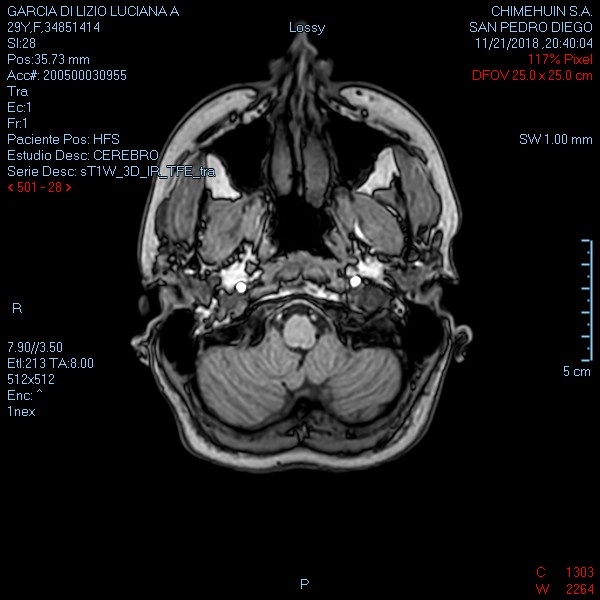 GARCIA DI LIZIO LUCIANA A
29Y,F,34851414
Sl:28
Pos:35.73 mm
Acc#: 200500030955
Tra
Ec:1
Fr:1
Paciente Pos: HFS
Estudio Desc: CEREBRO
Serie Desc: sT1W_3D_IR_TFE_tra
< 501 - 28 >
Lossy
CHIMEHUIN S.A.
SAN PEDRO DIEGO
11/21/2018 ,20:40:04
117% Pixel
DFOV 25.0 x 25.0 cm
SW 1.00 mm
R
7.90//3.50
Etl:213 TA:8.00
512x512
Enc: ^
1nex
5 cm
P
C 1303
W 2264